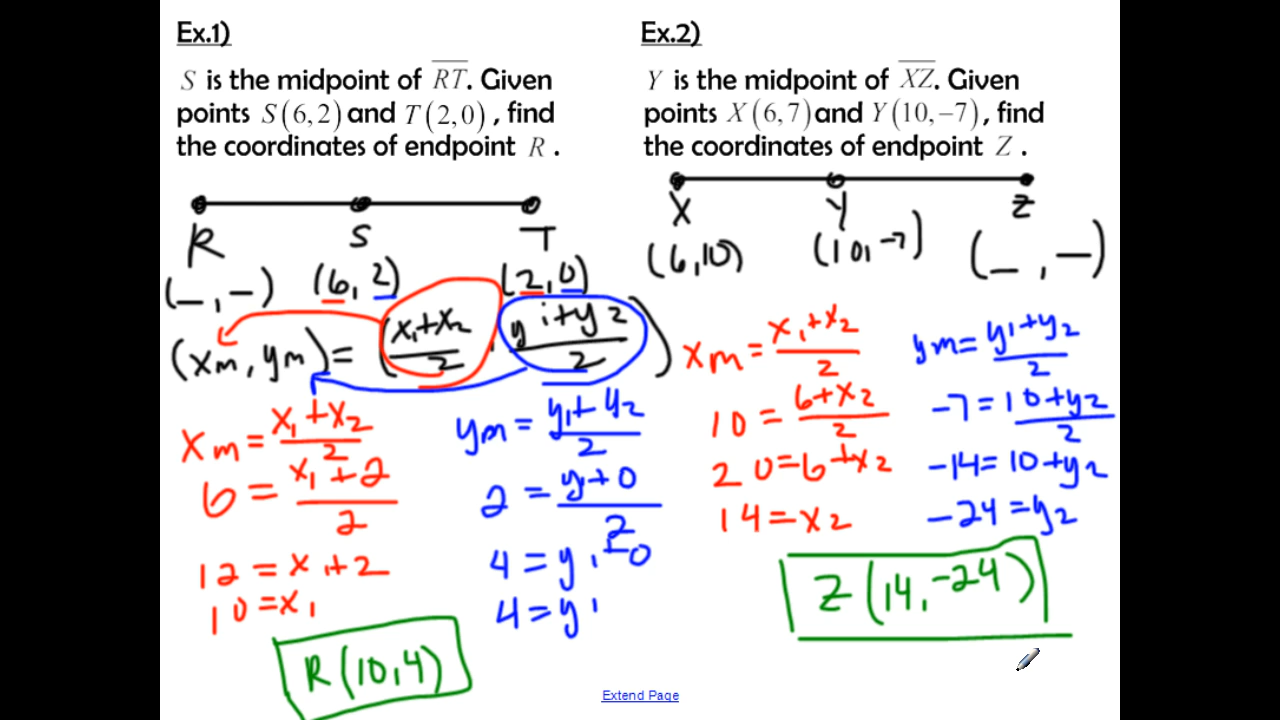 Ex.1)
S is the midpoint of RT. Given
points S(6,2) and T(2,0), find
the coordinates of endpoint R.
R S T
(_,_) (6,2) (2,0)
(xm, ym) = (x1+x2/2, y1+y2/2)
xm = x1+x2/2
6 = x1+2/2
12 = x1+2
10 = x1
ym = y1+y2/2
2 = y1+0/2
4 = y1+0
4 = y1
R(10,4)
Ex.2)
Y is the midpoint of XZ. Given
points X(6,7) and Y(10,-7), find
the coordinates of endpoint Z.
X Y Z
(6,10) (10,-7) (_,_)
xm = x1+x2/2
10 = 6+x2/2
20 = 6+x2
14 = x2
ym = y1+y2/2
-7 = 10+y2/2
-14 = 10+y2
-24 = y2
Z(14,-24)
Extend Page